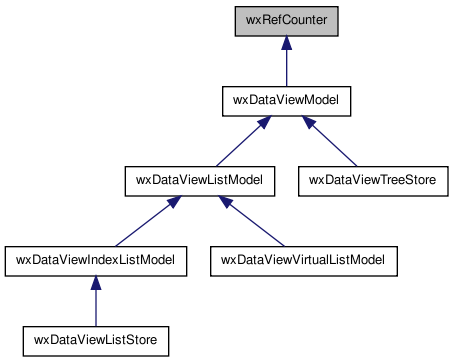 wxRefCounter
wxDataViewModel
wxDataViewListModel
wxDataViewTreeStore
wxDataViewIndexListModel
wxDataViewVirtualListModel
wxDataViewListStore